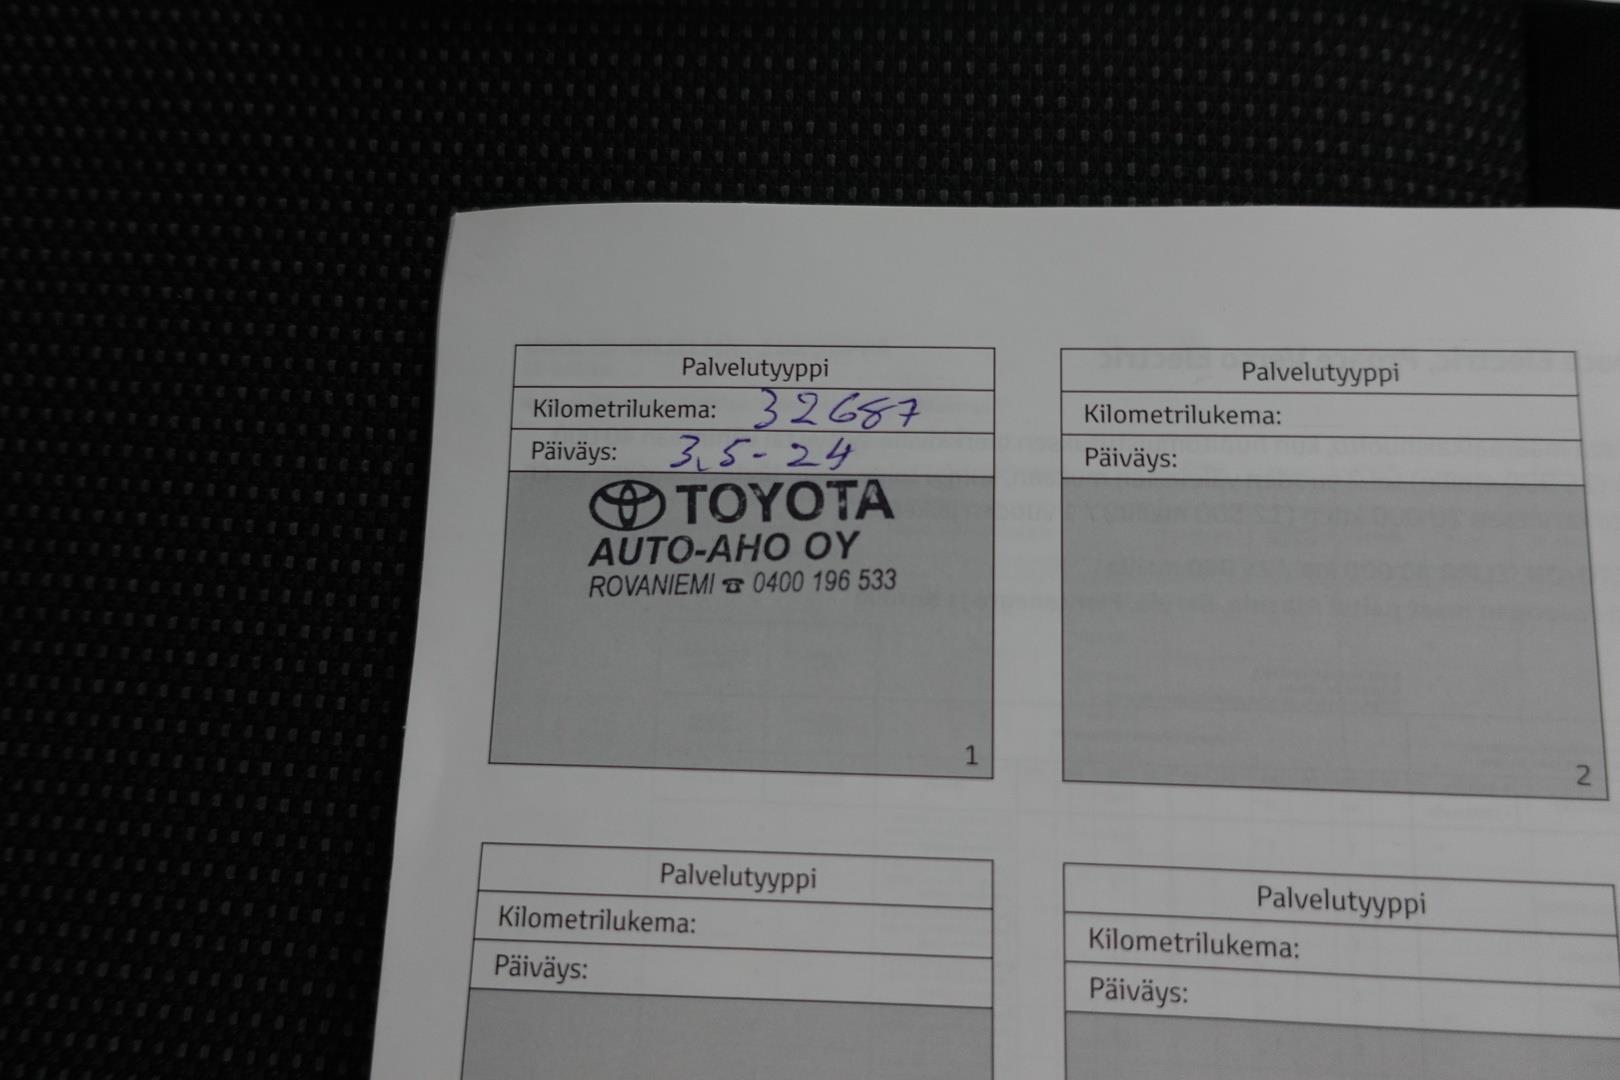 Palvelutyyppi
Kilometrilukema: 32687
Päiväys: 3.5-24
TOYOTA
AUTO-AHO OY
ROVANIEMI ☎ 0400 196 533
1
Palvelutyyppi
Kilometrilukema:
Päiväys:
2
Palvelutyyppi
Kilometrilukema:
Päiväys:
Palvelutyyppi
Kilometrilukema:
Päiväys: